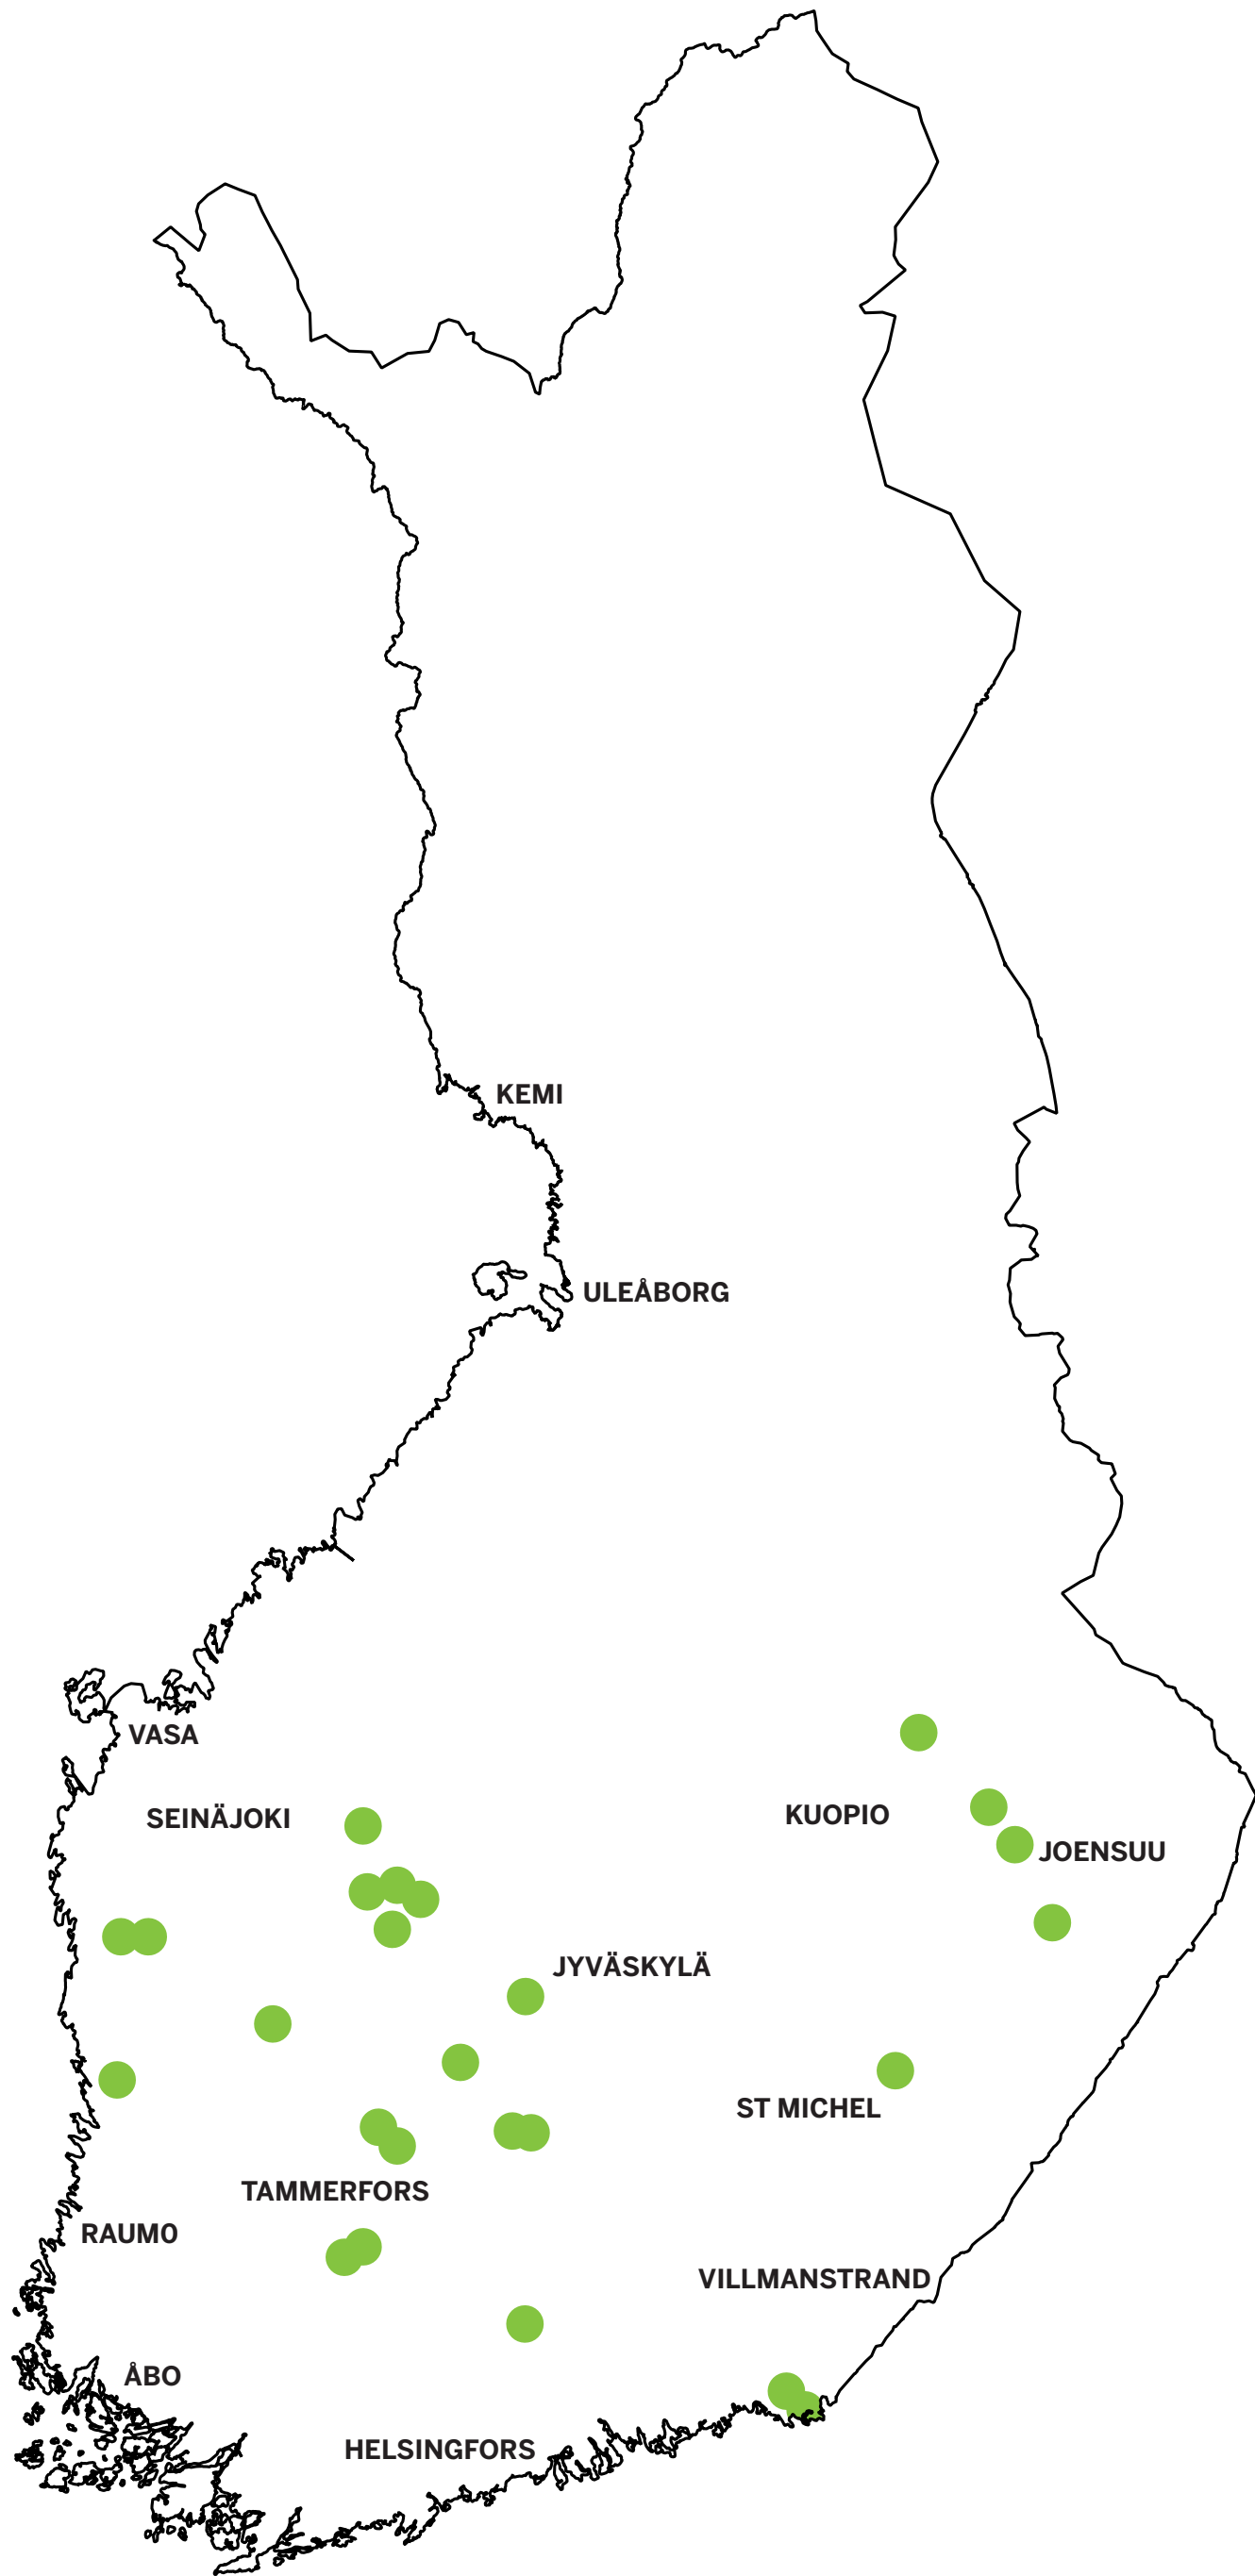 KEMI
ULEÅBORG
VASA
SEINÄJOKI
KUOPIO
JOENSUU
JYVÄSKYLÄ
ST MICHEL
TAMMERFORS
RAUMO
VILLMANSTRAND
ÅBO
HELSINGFORS